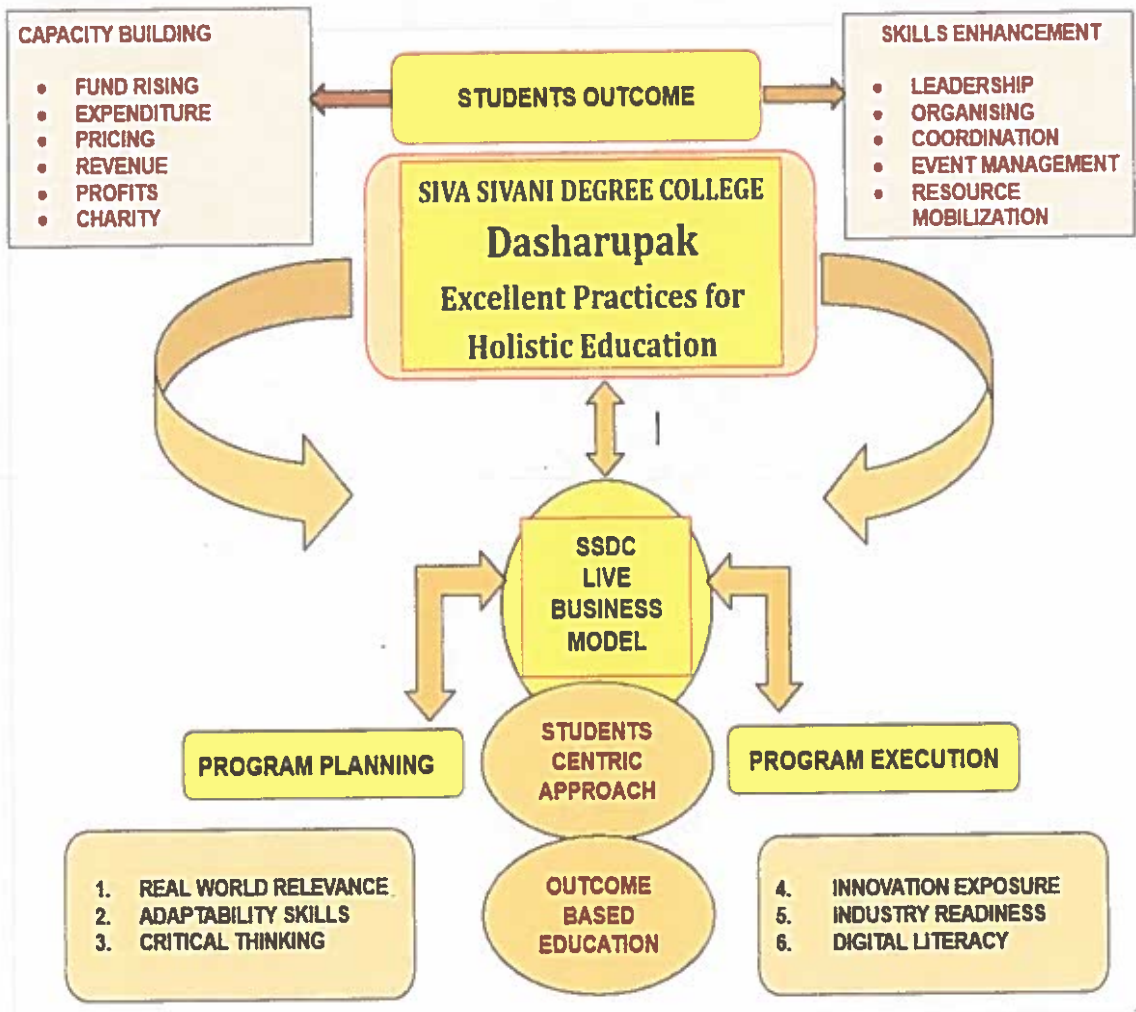 CAPACITY BUILDING
• FUND RISING
• EXPENDITURE
• PRICING
• REVENUE
• PROFITS
• CHARITY
STUDENTS OUTCOME
SKILLS ENHANCEMENT
• LEADERSHIP
• ORGANISING
• COORDINATION
• EVENT MANAGEMENT
• RESOURCE
MOBILIZATION
SIVA SIVANI DEGREE COLLEGE
Dasharupak
Excellent Practices for
Holistic Education
SSDC
LIVE
BUSINESS
MODEL
PROGRAM PLANNING
STUDENTS
CENTRIC
APPROACH
PROGRAM EXECUTION
1. REAL WORLD RELEVANCE
2. ADAPTABILITY SKILLS
3. CRITICAL THINKING
OUTCOME
BASED
EDUCATION
4. INNOVATION EXPOSURE
5. INDUSTRY READINESS
6. DIGITAL LITERACY